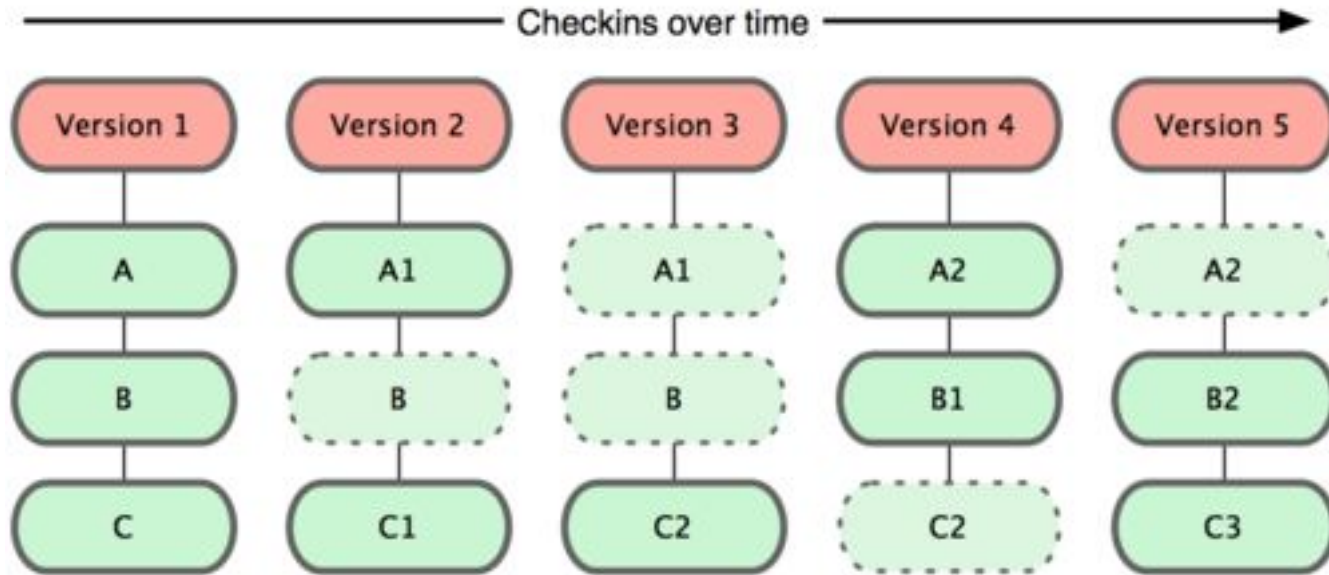 Checkins over time
Version 1 Version 2 Version 3 Version 4 Version 5
A A1 A1 A2 A2
B B B B1 B2
C C1 C2 C2 C3